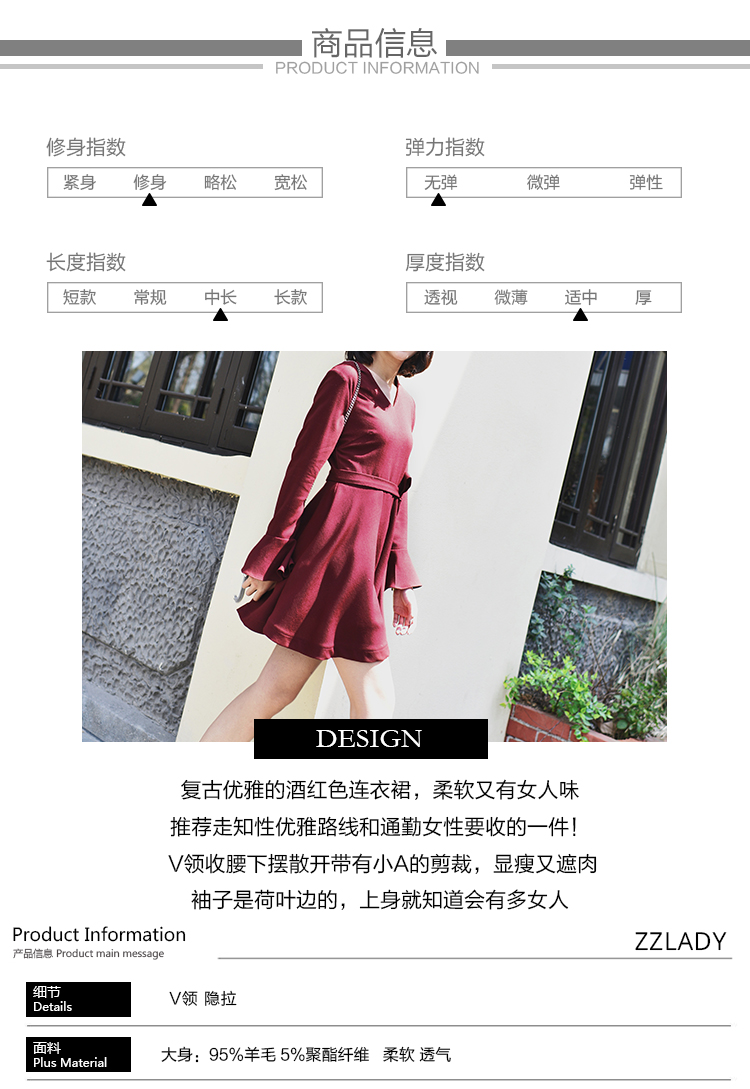 商品信息
PRODUCT INFORMATION
修身指数
紧身 修身 略松 宽松
弹力指数
无弹 微弹 弹性
长度指数
短款 常规 中长 长款
厚度指数
透视 微薄 适中 厚
DESIGN
复古优雅的酒红色连衣裙，柔软又有女人味
推荐走知性优雅路线和通勤女性要收的一件！
V领收腰下摆散开带有小A的剪裁，显瘦又遮肉
袖子是荷叶边的，上身就知道会有多女人
Product Information
产品信息 Product main message
ZZLADY
细节
Details
V领 隐拉
面料
Plus Material
大身：95%羊毛 5%聚酯纤维 柔软 透气